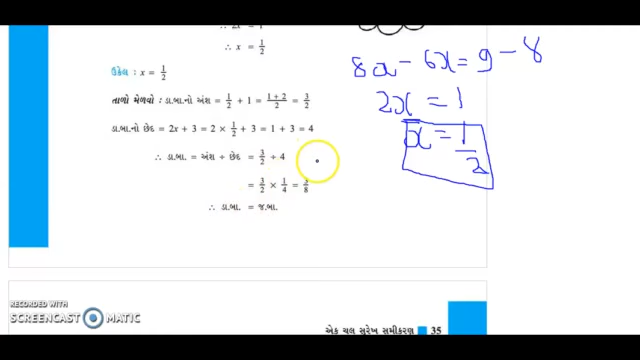 ∴ 2x = 1
∴ x = 1/2
ઉકેલ : x = 1/2
તાળો મેળવો : ડા.બા.નો અંશ = 1/2 + 1 = (1 + 2)/2 = 3/2
ડા.બા.નો છેદ = 2x + 3 = 2 × 1/2 + 3 = 1 + 3 = 4
∴ ડા.બા. = અંશ ÷ છેદ = 3/2 ÷ 4
= 3/2 × 1/4 = 3/8
∴ ડા.બા. = જ.બા.
8x - 6x = 9 - 8
2x = 1
x = 1/2
RECORDED WITH
SCREENCAST MATIC
એક ચલ સુરેખ સમીકરણ 35